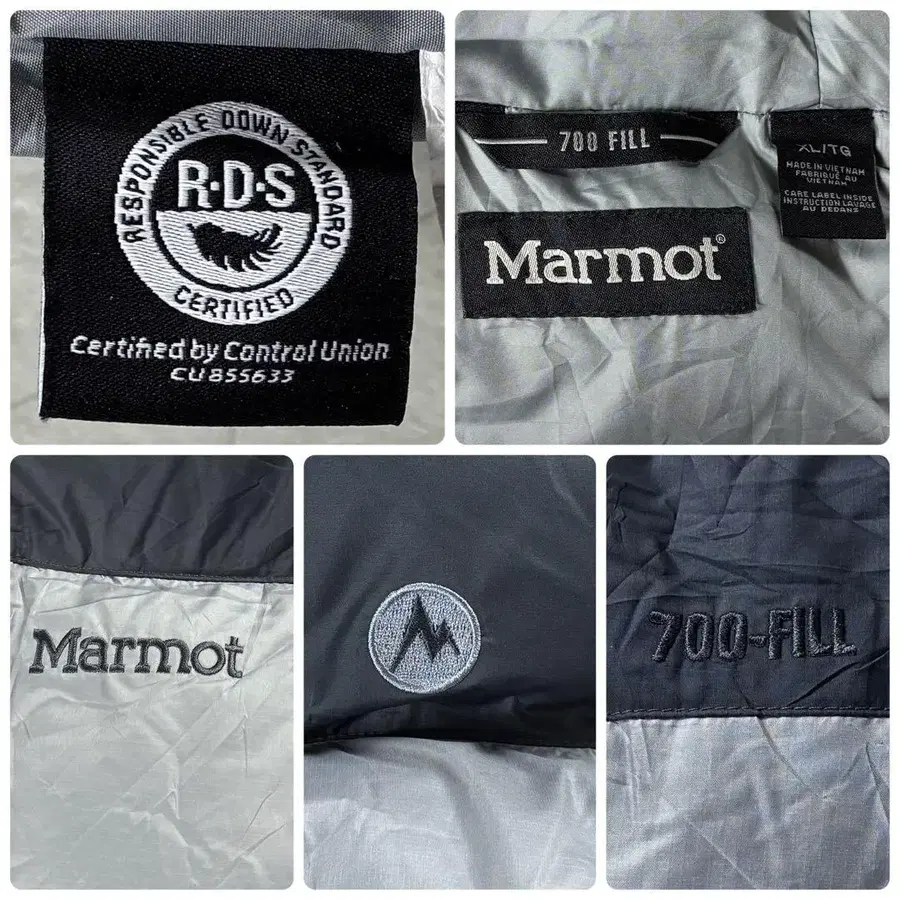 RESPONSIBLE DOWN STANDARD
R·D·S
CERTIFIED
Certified by Control Union
CU855633
700 FILL
Marmot®
XL/TG
MADE IN VIETNAM
FABRIQUÉ AU
VIETNAM
CARE LABEL INSIDE
INSTRUCTION LAVAGE
AU DEDANS
Marmot
700-FILL